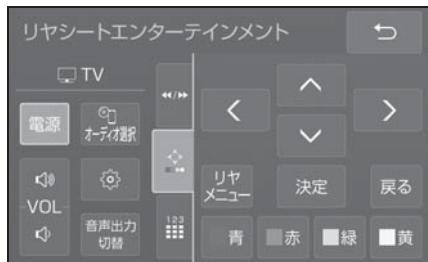 リヤシートエンターテインメント
TV
電源
オーディオ選択
VOL
音声出力
切替
123
リヤ
メニュー
決定
戻る
青
赤
緑
黄